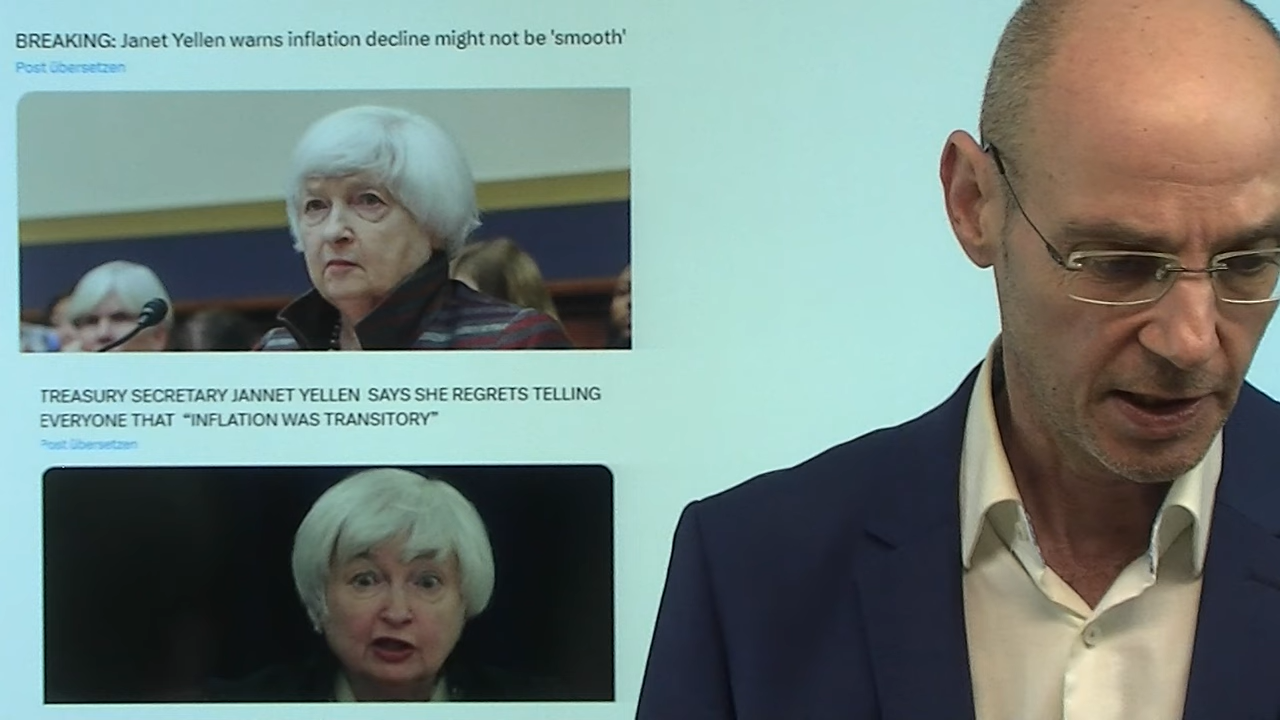 BREAKING: Janet Yellen warns inflation decline might not be 'smooth'
Post übersetzen
TREASURY SECRETARY JANNET YELLEN SAYS SHE REGRETS TELLING
EVERYONE THAT “INFLATION WAS TRANSITORY”
Post übersetzen